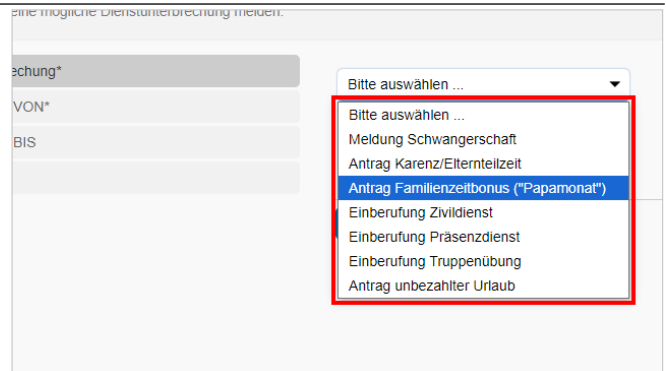 eine mögliche Dienstunterbrechung melden.
echung*
Bitte auswählen ...
VON*
BIS
Bitte auswählen ...
Meldung Schwangerschaft
Antrag Karenz/Elternteilzeit
Antrag Familienzeitbonus ("Papamonat")
Einberufung Zivildienst
Einberufung Präsenzdienst
Einberufung Truppenübung
Antrag unbezahlter Urlaub